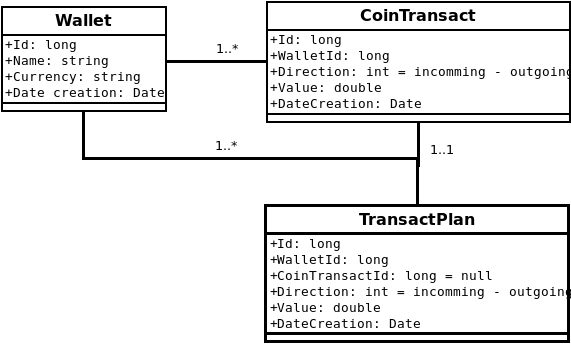 Wallet
+Id: long
+Name: string
+Currency: string
+Date creation: Date
1..*
CoinTransact
+Id: long
+WalletId: long
+Direction: int = incomming - outgoing
+Value: double
+DateCreation: Date
1..*
1..1
TransactPlan
+Id: long
+WalletId: long
+CoinTransactId: long = null
+Direction: int = incomming - outgoing
+Value: double
+DateCreation: Date